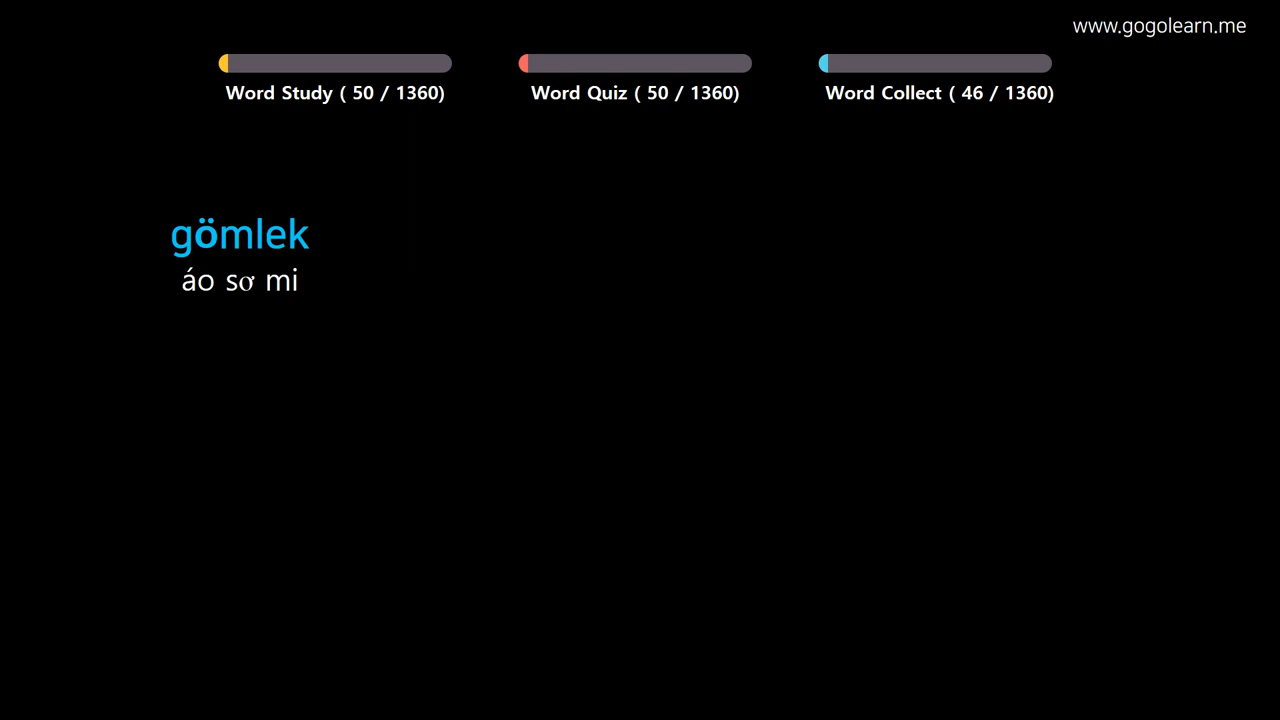 www.gogolearn.me
Word Study ( 50 / 1360)
Word Quiz ( 50 / 1360)
Word Collect ( 46 / 1360)
gömlek
áo sơ mi